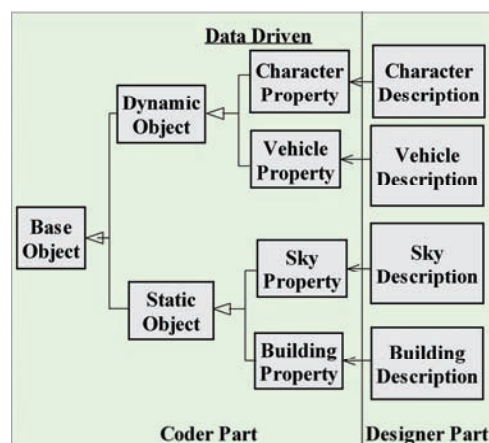 Data Driven
Character
Property
Character
Description
Dynamic
Object
Vehicle
Property
Vehicle
Description
Base
Object
Sky
Property
Sky
Description
Static
Object
Building
Property
Building
Description
Coder Part
Designer Part